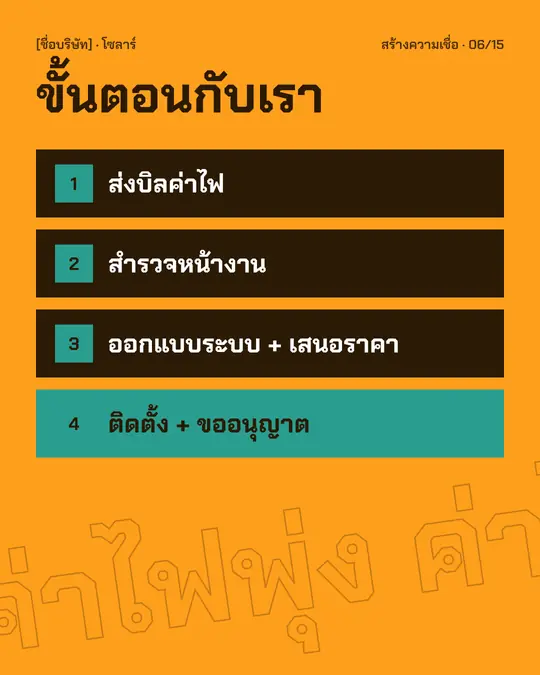 [ชื่อบริษัท] · โซลาร์
สร้างความเชื่อ · 06/15
ขั้นตอนกับเรา
1 ส่งบิลค่าไฟ
2 สำรวจหน้างาน
3 ออกแบบระบบ + เสนอราคา
4 ติดตั้ง + ขออนุญาต
ค่าไฟพุ่ง ค่า